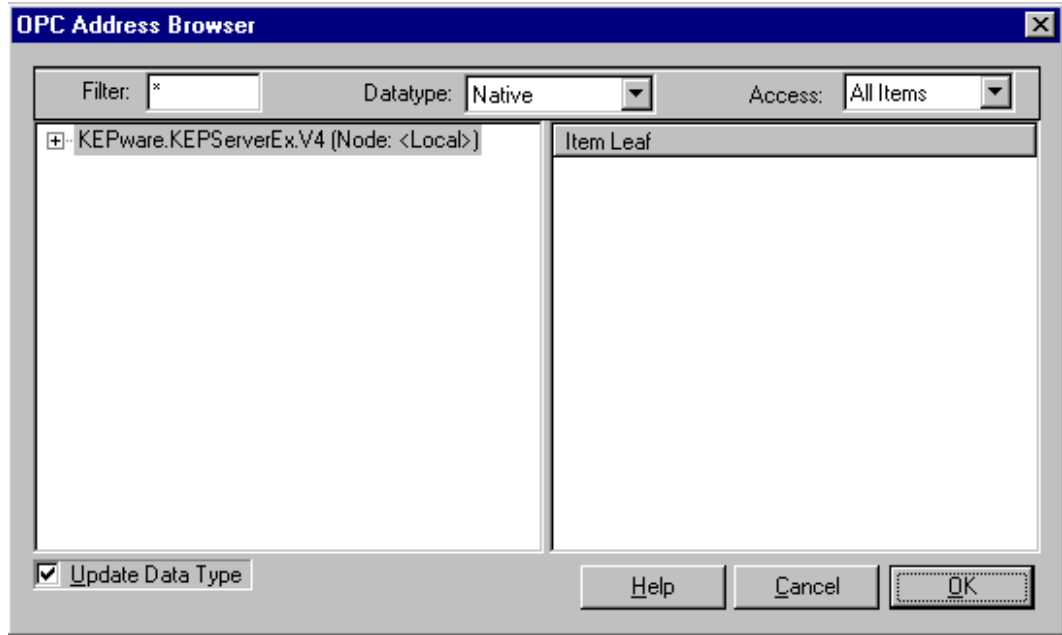 OPC Address Browser
Filter: * Datatype: Native Access: All Items
KEPware.KEPServerEx.V4 (Node: <Local>)
Item Leaf
Update Data Type
Help Cancel OK